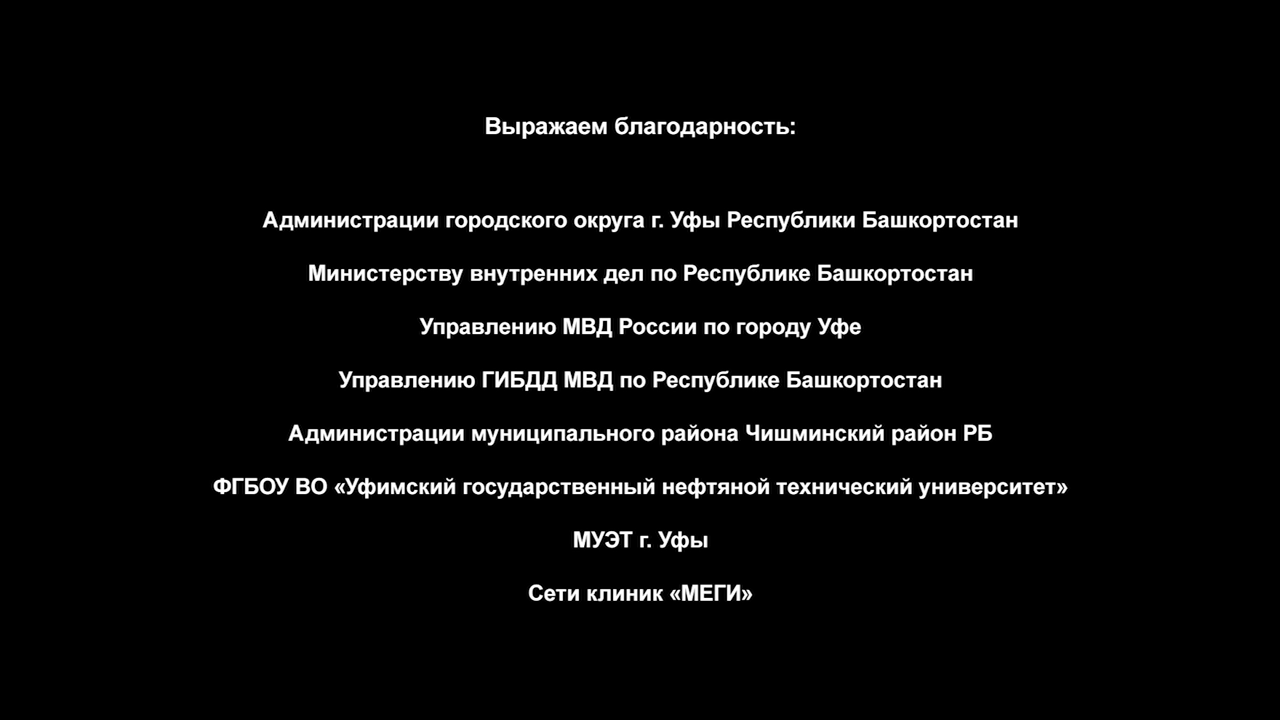 Выражаем благодарность:
Администрации городского округа г. Уфы Республики Башкортостан
Министерству внутренних дел по Республике Башкортостан
Управлению МВД России по городу Уфе
Управлению ГИБДД МВД по Республике Башкортостан
Администрации муниципального района Чишминский район РБ
ФГБОУ ВО «Уфимский государственный нефтяной технический университет»
МУЭТ г. Уфы
Сети клиник «МЕГИ»